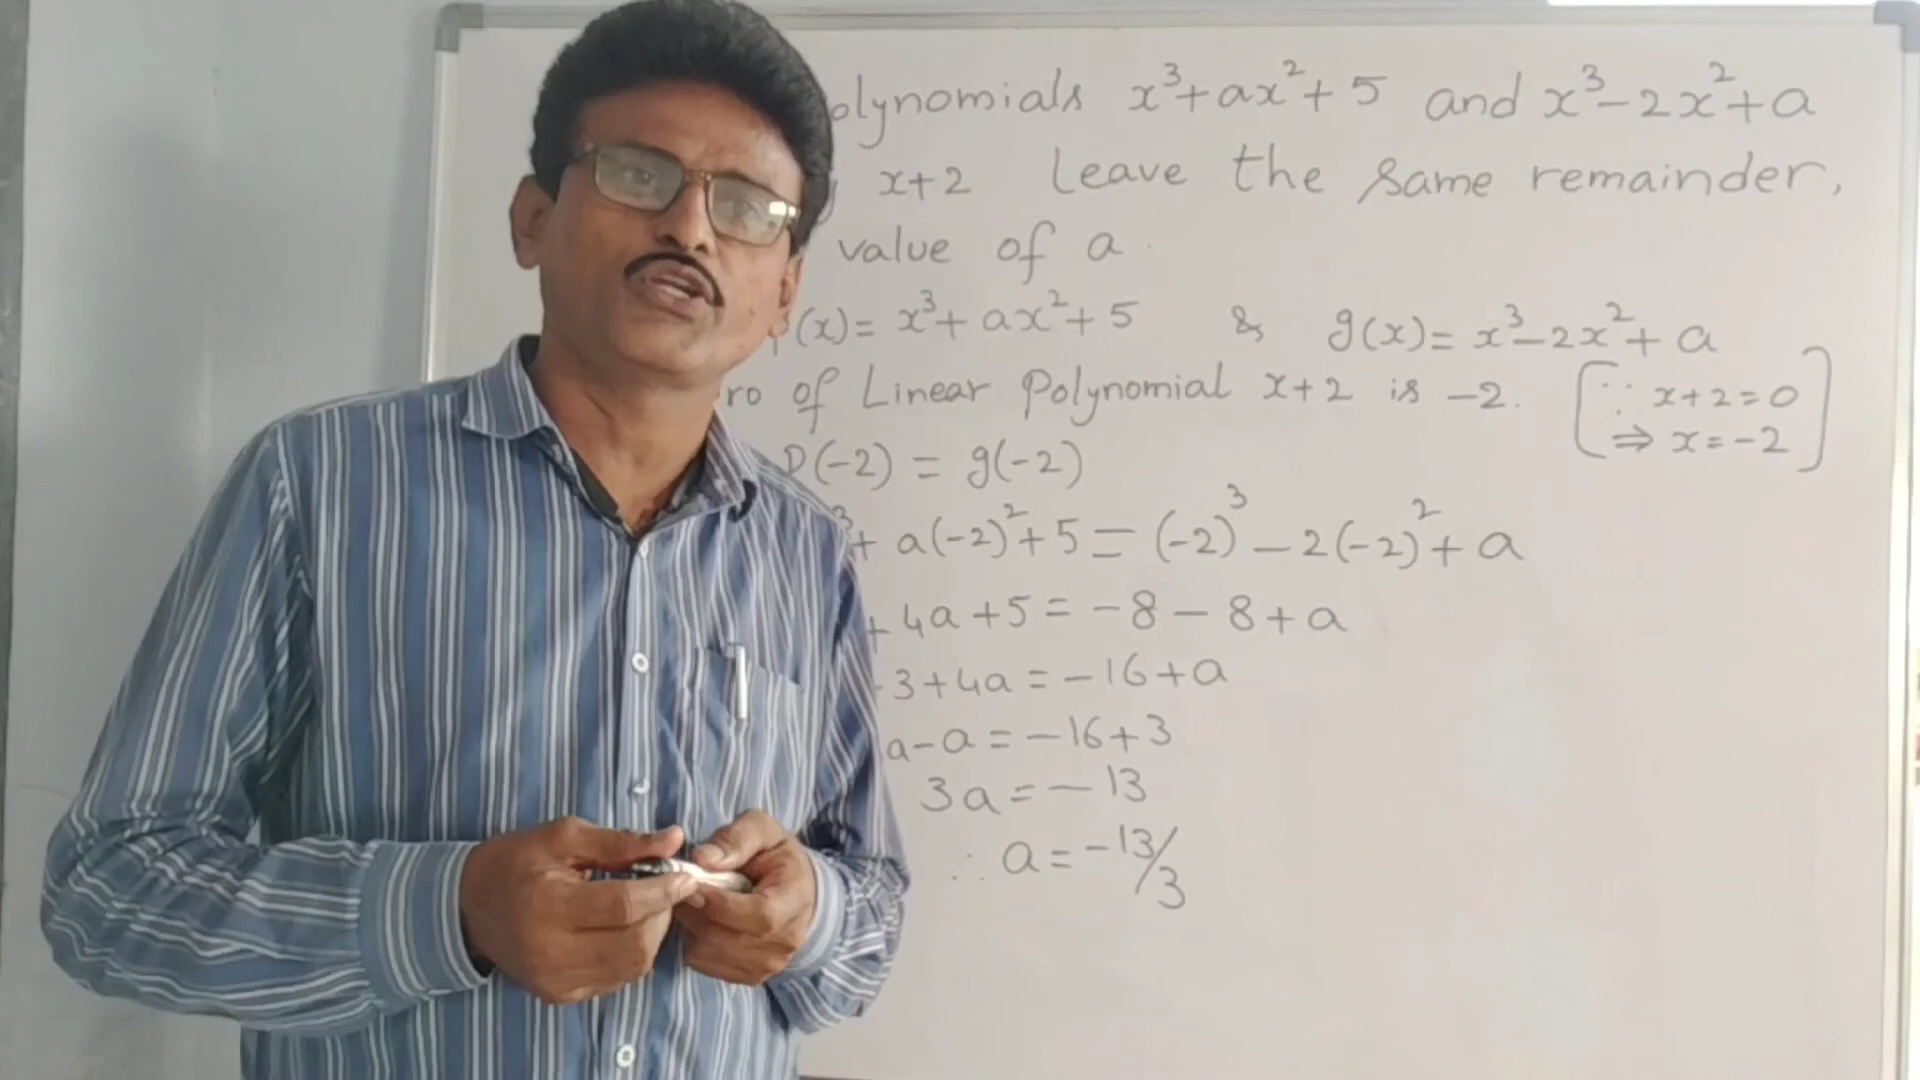 olynomials x³+ax²+5 and x³-2x²+a
x+2 Leave the same remainder,
value of a.
(x)= x³+ax²+5 & g(x)= x³-2x²+a
ro of Linear Polynomial x+2 is -2. [∵ x+2=0
⇒ x=-2]
P(-2) = g(-2)
³+ a(-2)²+5 = (-2)³-2(-2)²+a
+4a+5=-8-8+a
-3+4a=-16+a
a-a=-16+3
3a=-13
∴ a=-13/3